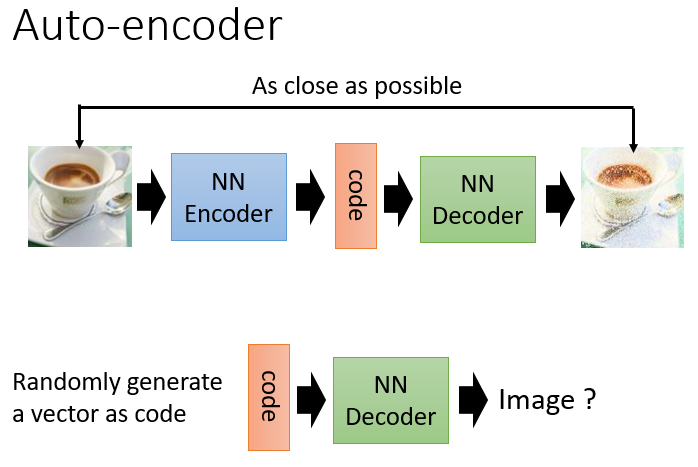 Auto-encoder
As close as possible
NN
Encoder
code
NN
Decoder
Randomly generate
a vector as code
code
NN
Decoder
Image ?